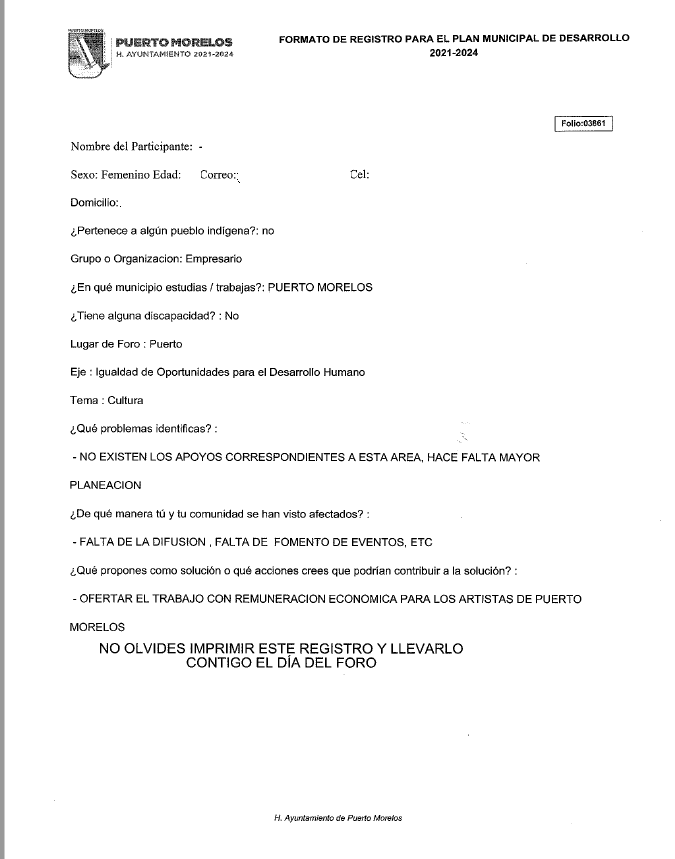 PUERTO MORELOS
H. AYUNTAMIENTO 2021-2024
FORMATO DE REGISTRO PARA EL PLAN MUNICIPAL DE DESARROLLO
2021-2024
Folio:03861
Nombre del Participante: -
Sexo: Femenino Edad: Correo:; Cel:
Domicilio:.
¿Pertenece a algún pueblo indígena?: no
Grupo o Organizacion: Empresario
¿En qué municipio estudias / trabajas?: PUERTO MORELOS
¿Tiene alguna discapacidad? : No
Lugar de Foro : Puerto
Eje : Igualdad de Oportunidades para el Desarrollo Humano
Tema : Cultura
¿Qué problemas identificas? :
- NO EXISTEN LOS APOYOS CORRESPONDIENTES A ESTA AREA, HACE FALTA MAYOR
PLANEACION
¿De qué manera tú y tu comunidad se han visto afectados? :
- FALTA DE LA DIFUSION , FALTA DE FOMENTO DE EVENTOS, ETC
¿Qué propones como solución o qué acciones crees que podrían contribuir a la solución? :
- OFERTAR EL TRABAJO CON REMUNERACION ECONOMICA PARA LOS ARTISTAS DE PUERTO
MORELOS
NO OLVIDES IMPRIMIR ESTE REGISTRO Y LLEVARLO
CONTIGO EL DÍA DEL FORO
H. Ayuntamiento de Puerto Morelos